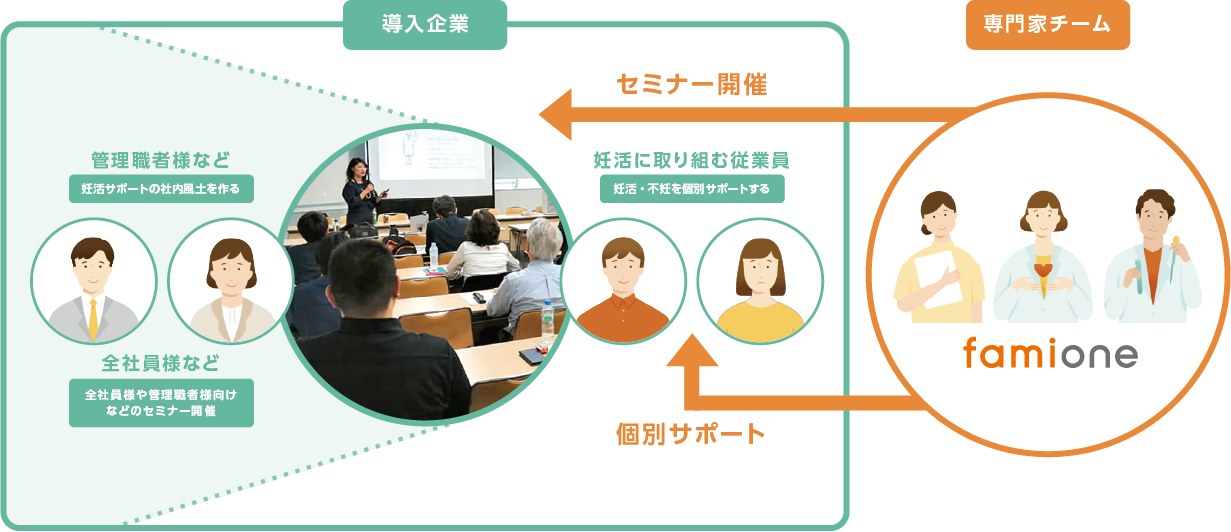 導入企業
専門家チーム
セミナー開催
管理職者様など
妊活サポートの社内風土を作る
妊活に取り組む従業員
妊活・不妊を個別サポートする
全社員様など
全社員様や管理職者様向け
などのセミナー開催
famione
個別サポート